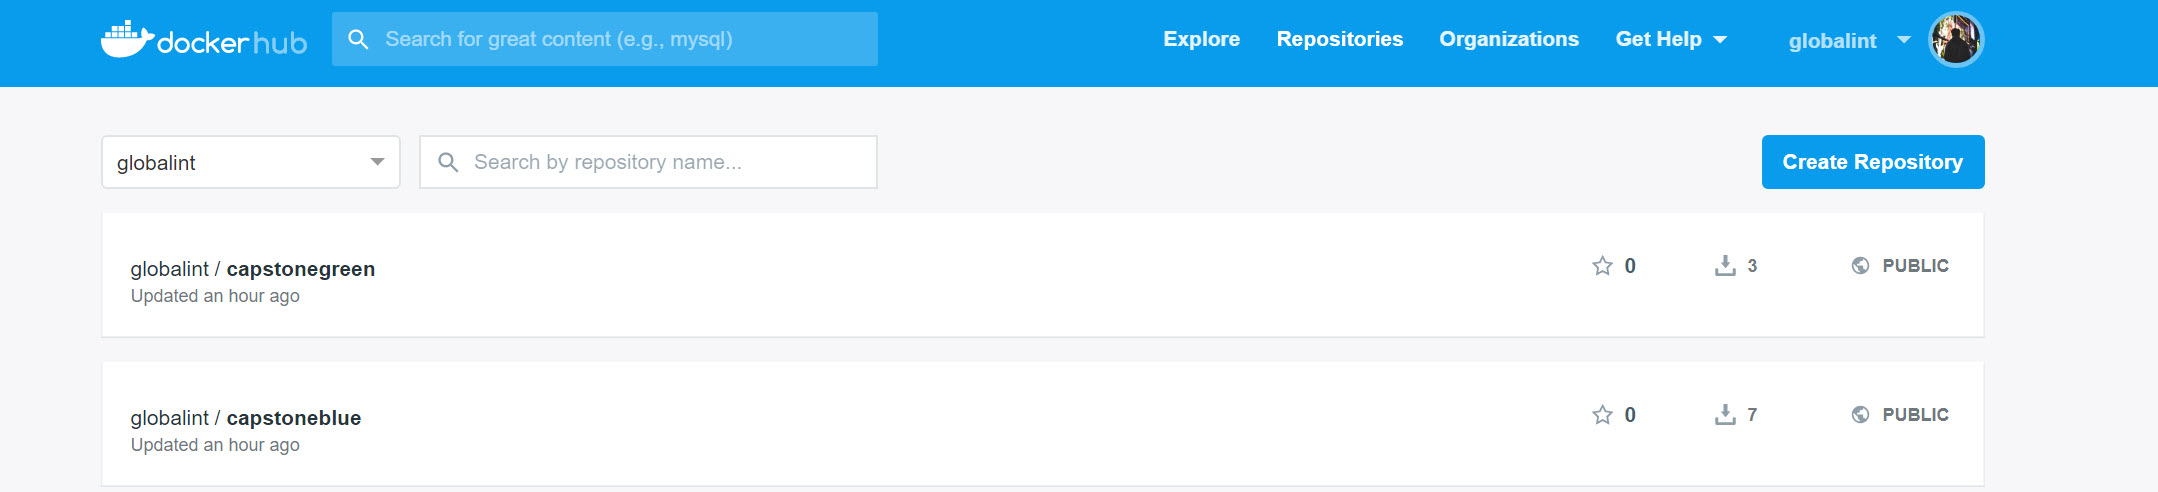 docker hub
Search for great content (e.g., mysql)
Explore
Repositories
Organizations
Get Help
globalint
globalint
Search by repository name...
Create Repository
globalint / capstonegreen
0
3
PUBLIC
Updated an hour ago
globalint / capstoneblue
0
7
PUBLIC
Updated an hour ago